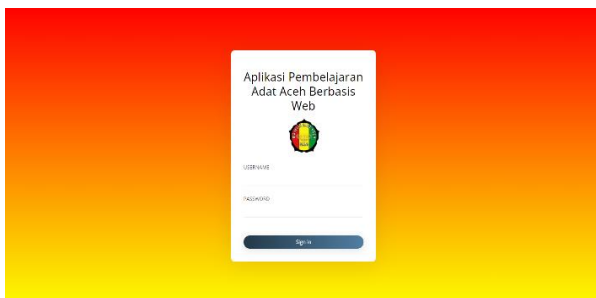 Aplikasi Pembelajaran
Adat Aceh Berbasis
Web
USERNAME
PASSWORD
Sign In